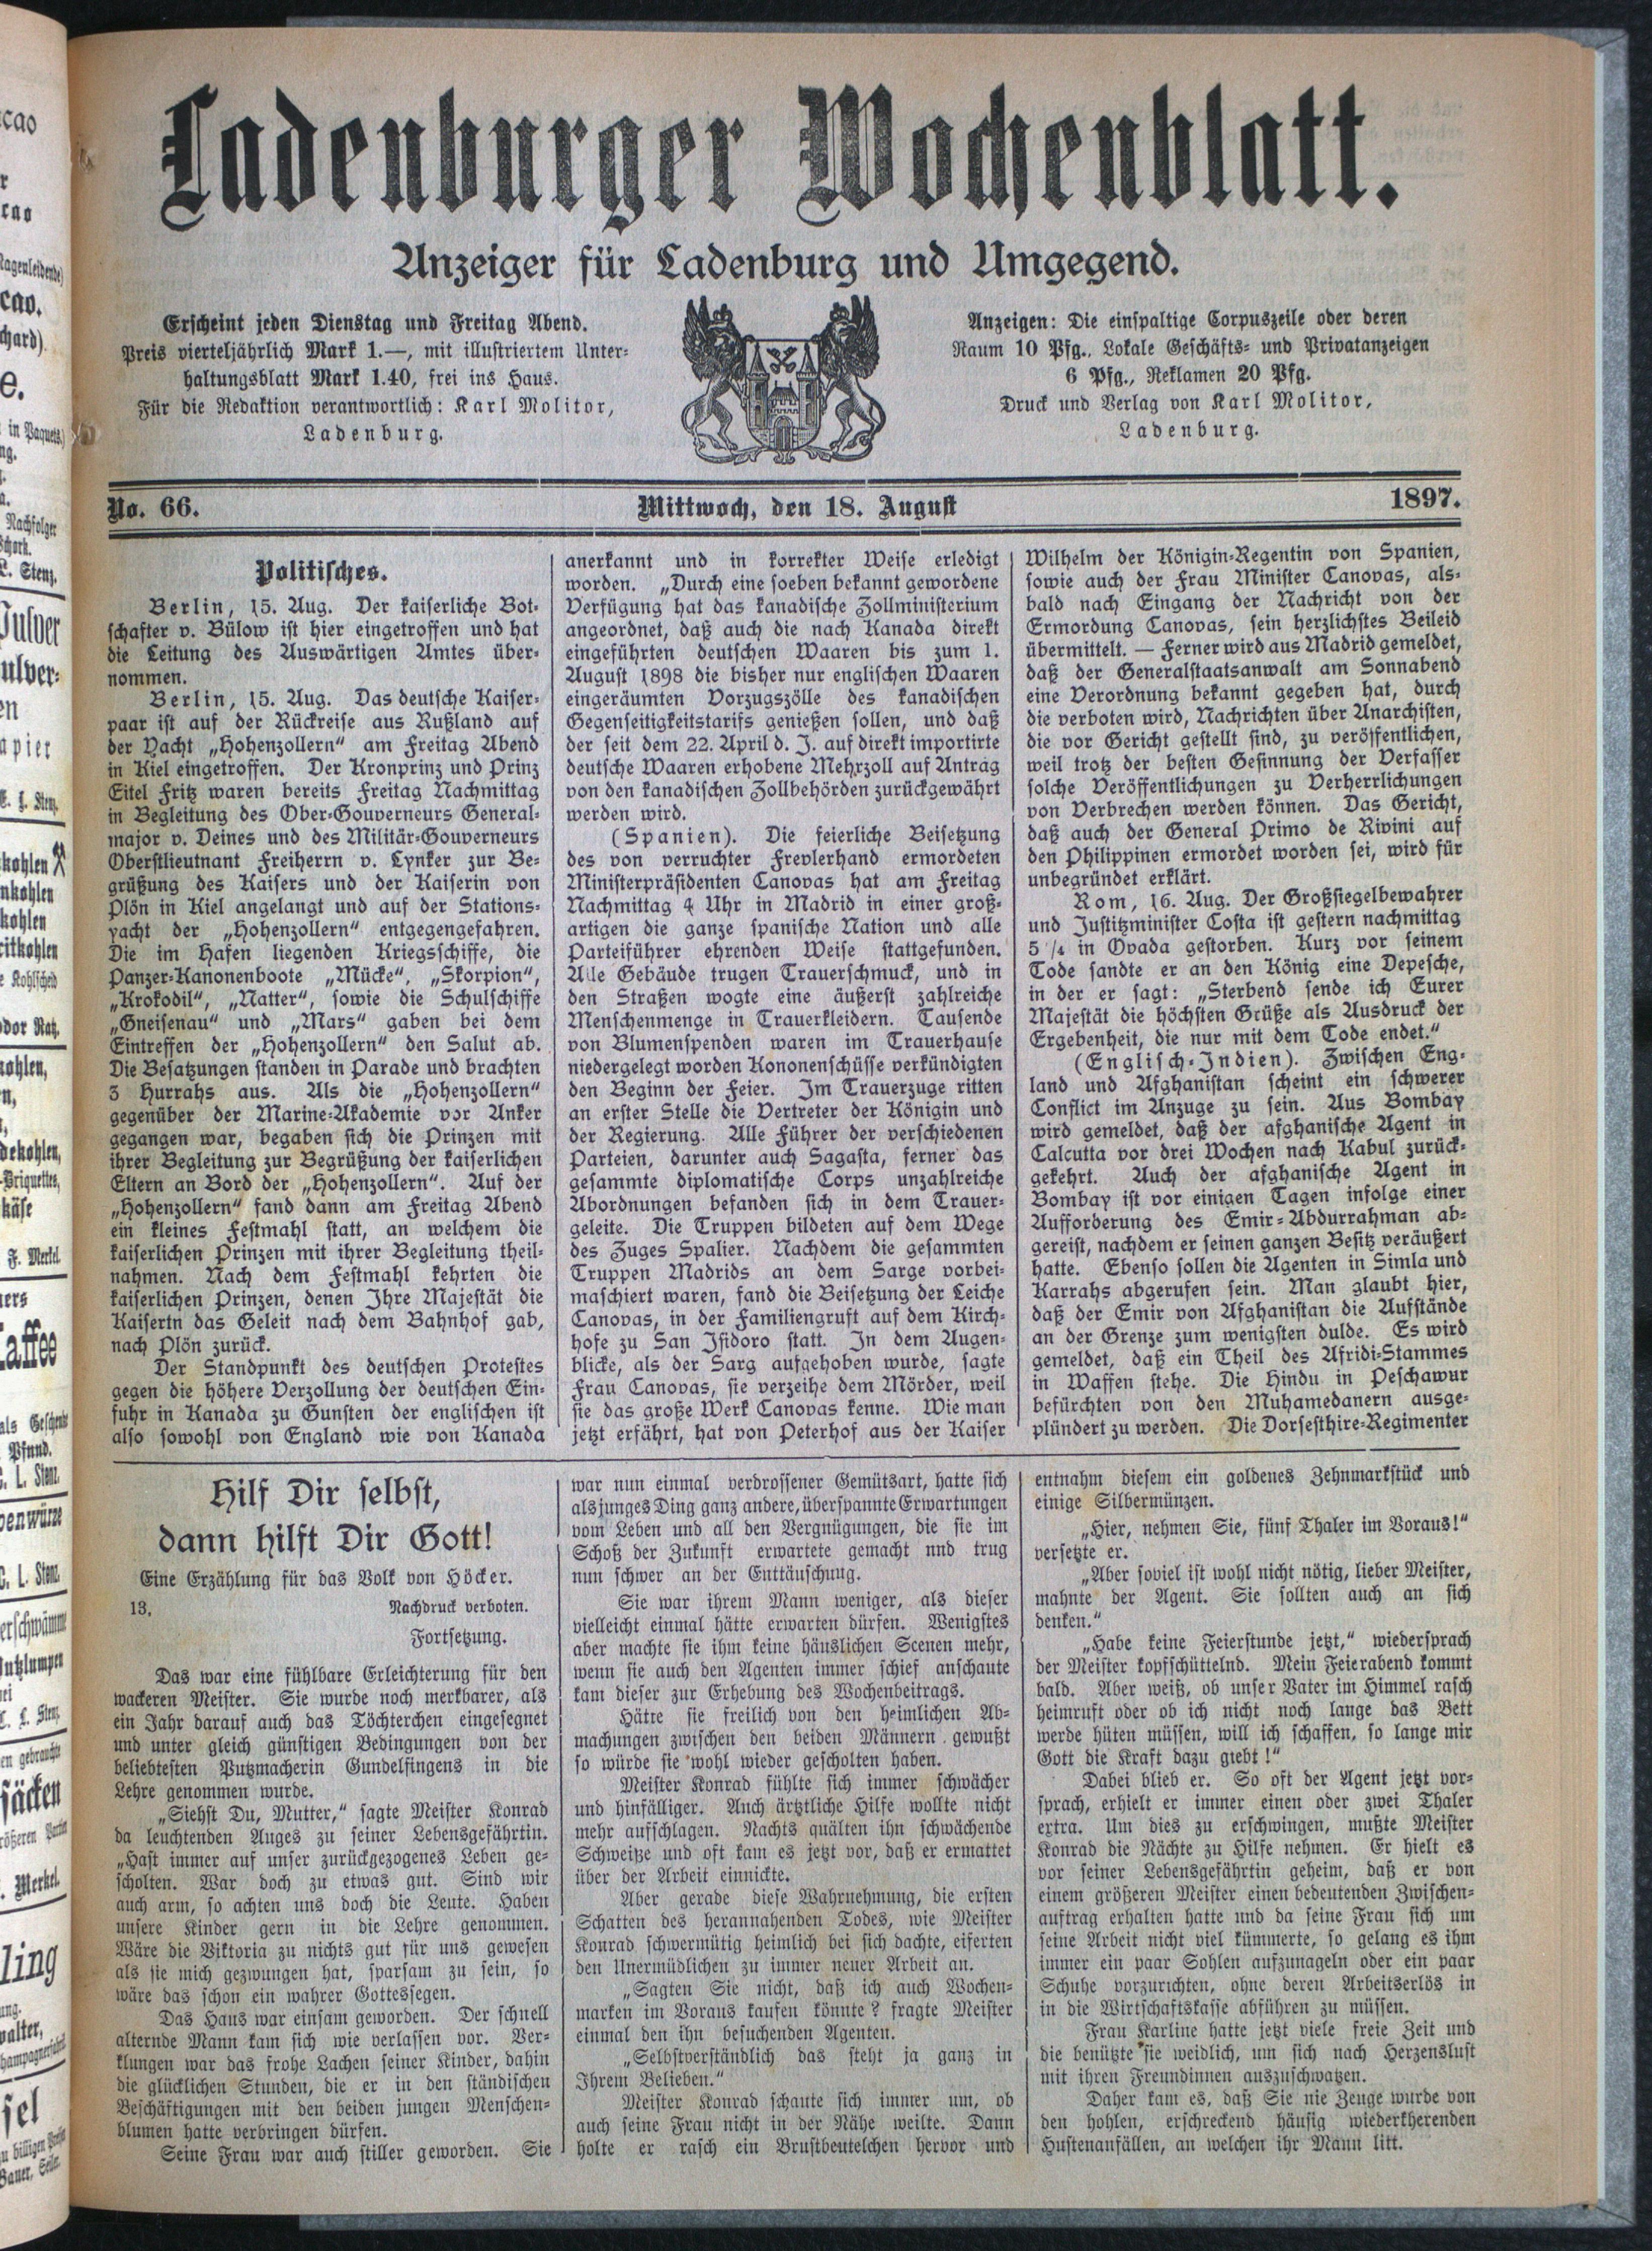 Ladenburger Wochenblatt.
Anzeiger für Ladenburg und Umgegend.
Erscheint jeden Dienstag und Freitag Abend.
Preis vierteljährlich Mark 1.—, mit illustriertem Unter-
haltungsblatt Mark 1.40, frei ins Haus.
Für die Redaktion verantwortlich: Karl Molitor,
Ladenburg.
Anzeigen: Die einspaltige Corpuszeile oder deren
Raum 10 Pfg., Lokale Geschäfts- und Privatanzeigen
6 Pfg., Reklamen 20 Pfg.
Druck und Verlag von Karl Molitor,
Ladenburg.
No. 66.
Mittwoch, den 18. August
1897.
Politisches.
Berlin, 15. Aug. Der kaiserliche Bot-
schafter v. Bülow ist hier eingetroffen und hat
die Leitung des Auswärtigen Amtes über-
nommen.
Berlin, 15. Aug. Das deutsche Kaiser-
paar ist auf der Rückreise aus Rußland auf
der Yacht „Hohenzollern“ am Freitag Abend
in Kiel eingetroffen. Der Kronprinz und Prinz
Eitel Fritz waren bereits Freitag Nachmittag
in Begleitung des Ober-Gouverneurs General-
major v. Deines und des Militär-Gouverneurs
Oberstlieutnant Freiherrn v. Lynker zur Be-
grüßung des Kaisers und der Kaiserin von
Plön in Kiel angelangt und auf der Stations-
yacht der „Hohenzollern“ entgegengefahren.
Die im Hafen liegenden Kriegsschiffe, die
Panzer-Kanonenboote „Mücke“, „Skorpion“,
„Krokodil“, „Natter“, sowie die Schulschiffe
„Gneisenau“ und „Mars“ gaben bei dem
Eintreffen der „Hohenzollern“ den Salut ab.
Die Besatzungen standen in Parade und brachten
3 Hurrahs aus. Als die „Hohenzollern“
gegenüber der Marine-Akademie vor Anker
gegangen war, begaben sich die Prinzen mit
ihrer Begleitung zur Begrüßung der kaiserlichen
Eltern an Bord der „Hohenzollern“. Auf der
„Hohenzollern“ fand dann am Freitag Abend
ein kleines Festmahl statt, an welchem die
kaiserlichen Prinzen mit ihrer Begleitung theil-
nahmen. Nach dem Festmahl kehrten die
kaiserlichen Prinzen, denen Ihre Majestät die
Kaisertn das Geleit nach dem Bahnhof gab,
nach Plön zurück.
Der Standpunkt des deutschen Protestes
gegen die höhere Verzollung der deutschen Ein-
fuhr in Kanada zu Gunsten der englischen ist
also sowohl von England wie von Kanada
anerkannt und in korrekter Weise erledigt
worden. „Durch eine soeben bekannt gewordene
Verfügung hat das kanadische Zollministerium
angeordnet, daß auch die nach Kanada direkt
eingeführten deutschen Waaren bis zum 1.
August 1898 die bisher nur englischen Waaren
eingeräumten Vorzugszölle des kanadischen
Gegenseitigkeitstarifs genießen sollen, und daß
der seit dem 22. April d. J. auf direkt importirte
deutsche Waaren erhobene Mehrzoll auf Antrag
von den kanadischen Zollbehörden zurückgewährt
werden wird.
(Spanien). Die feierliche Beisetzung
des von verruchter Frevlerhand ermordeten
Ministerpräsidenten Canovas hat am Freitag
Nachmittag 4 Uhr in Madrid in einer groß-
artigen die ganze spanische Nation und alle
Parteiführer ehrenden Weise stattgefunden.
Alle Gebäude trugen Trauerschmuck, und in
den Straßen wogte eine äußerst zahlreiche
Menschenmenge in Trauerkleidern. Tausende
von Blumenspenden waren im Trauerhause
niedergelegt worden Kononenschüsse verkündigten
den Beginn der Feier. Im Trauerzuge ritten
an erster Stelle die Vertreter der Königin und
der Regierung. Alle Führer der verschiedenen
Parteien, darunter auch Sagasta, ferner das
gesammte diplomatische Corps unzahlreiche
Abordnungen befanden sich in dem Trauer-
geleite. Die Truppen bildeten auf dem Wege
des Zuges Spalier. Nachdem die gesammten
Truppen Madrids an dem Sarge vorbei-
maschiert waren, fand die Beisetzung der Leiche
Canovas, in der Familiengruft auf dem Kirch-
hofe zu San Isidoro statt. In dem Augen-
blicke, als der Sarg aufgehoben wurde, sagte
Frau Canovas, sie verzeihe dem Mörder, weil
sie das große Werk Canovas kenne. Wie man
jetzt erfährt, hat von Peterhof aus der Kaiser
Wilhelm der Königin-Regentin von Spanien,
sowie auch der Frau Minister Canovas, als-
bald nach Eingang der Nachricht von der
Ermordung Canovas, sein herzlichstes Beileid
übermittelt. — Ferner wird aus Madrid gemeldet,
daß der Generalstaatsanwalt am Sonnabend
eine Verordnung bekannt gegeben hat, durch
die verboten wird, Nachrichten über Anarchisten,
die vor Gericht gestellt sind, zu veröffentlichen,
weil trotz der besten Gesinnung der Verfasser
solche Veröffentlichungen zu Verherrlichungen
von Verbrechen werden können. Das Gericht,
daß auch der General Primo de Rivini auf
den Philippinen ermordet worden sei, wird für
unbegründet erklärt.
Rom, 16. Aug. Der Großsiegelbewahrer
und Justitzminister Costa ist gestern nachmittag
5 /4 in Ovada gestorben. Kurz vor seinem
Tode sandte er an den König eine Depesche,
in der er sagt: „Sterbend sende ich Eurer
Majestät die höchsten Grüße als Ausdruck der
Ergebenheit, die nur mit dem Tode endet.“
(Englisch-Indien). Zwischen Eng-
land und Afghanistan scheint ein schwerer
Conflict im Anzuge zu sein. Aus Bombay
wird gemeldet, daß der afghanische Agent in
Calcutta vor drei Wochen nach Kabul zurück-
gekehrt. Auch der afghanische Agent in
Bombay ist vor einigen Tagen infolge einer
Aufforderung des Emir-Abdurrahman ab-
gereist, nachdem er seinen ganzen Besitz veräußert
hatte. Ebenso sollen die Agenten in Simla und
Karrahs abgerufen sein. Man glaubt hier,
daß der Emir von Afghanistan die Aufstände
an der Grenze zum wenigsten dulde. Es wird
gemeldet, daß ein Theil des Afridi-Stammes
in Waffen stehe. Die Hindu in Peschawur
befürchten von den Muhamedanern ausge-
plündert zu werden. Die Dorsesthire-Regimenter
Hilf Dir selbst,
dann hilft Dir Gott!
Eine Erzählung für das Volk von Höcker.
13, Nachdruck verboten.
Fortsetzung.
Das war eine fühlbare Erleichterung für den
wackeren Meister. Sie wurde noch merkbarer, als
ein Jahr darauf auch das Töchterchen eingesegnet
und unter gleich günstigen Bedingungen von der
beliebtesten Putzmacherin Gundelfingens in die
Lehre genommen wurde.
„Siehst Du, Mutter,“ sagte Meister Konrad
da leuchtenden Auges zu seiner Lebensgefährtin.
„Hast immer auf unser zurückgezogenes Leben ge-
scholten. War doch zu etwas gut. Sind wir
auch arm, so achten uns doch die Leute. Haben
unsere Kinder gern in die Lehre genommen.
Wäre die Viktoria zu nichts gut für uns gewesen
als sie mich gezwungen hat, sparsam zu sein, so
wäre das schon ein wahrer Gottessegen.
Das Haus war einsam geworden. Der schnell
alternde Mann kam sich wie verlassen vor. Ver-
klungen war das frohe Lachen seiner Kinder, dahin
die glücklichen Stunden, die er in den ständischen
Beschäftigungen mit den beiden jungen Menschen-
blumen hatte verbringen dürfen.
Seine Frau war auch stiller geworden. Sie
war nun einmal verdrossener Gemütsart, hatte sich
als junges Ding ganz andere, überspannte Erwartungen
vom Leben und all den Vergnügungen, die sie im
Schoß der Zukunft erwartete gemacht nnd trug
nun schwer an der Enttäuschung.
Sie war ihrem Mann weniger, als dieser
vielleicht einmal hätte erwarten dürfen. Wenigstes
aber machte sie ihm keine häuslichen Scenen mehr,
wenn sie auch den Agenten immer schief anschaute
kam dieser zur Erhebung des Wochenbeitrags.
Hätte sie freilich von den heimlichen Ab-
machungen zwischen den beiden Männern gewußt
so würde sie wohl wieder gescholten haben.
Meister Konrad fühlte sich immer schwächer
und hinfälliger. Auch ärtztliche Hilfe wollte nicht
mehr aufschlagen. Nachts quälten ihn schwächende
Schweiße und oft kam es jetzt vor, daß er ermattet
über der Arbeit einnickte.
Aber gerade diese Wahrnehmung, die ersten
Schatten des herannahenden Todes, wie Meister
Konrad schwermütig heimlich bei sich dachte, eiferten
den Unermüdlichen zu immer neuer Arbeit an.
„Sagten Sie nicht, daß ich auch Wochen-
marken im Voraus kaufen könnte? fragte Meister
einmal den ihn besuchenden Agenten.
„Selbstverständlich das steht ja ganz in
Ihrem Belieben.“
Meister Konrad schaute sich immer um, ob
auch seine Frau nicht in der Nähe weilte. Dann
holte er rasch ein Brustbeutelchen hervor und
entnahm diesem ein goldenes Zehnmarkstück und
einige Silbermünzen.
„Hier, nehmen Sie, fünf Thaler im Voraus!“
versetzte er.
„Aber soviel ist wohl nicht nötig, lieber Meister,
mahnte der Agent. Sie sollten auch an sich
denken.“
„Habe keine Feierstunde jetzt,“ wiedersprach
der Meister kopfschüttelnd. Mein Feierabend kommt
bald. Aber weiß, ob unser Vater im Himmel rasch
heimruft oder ob ich nicht noch lange das Bett
werde hüten müssen, will ich schaffen, so lange mir
Gott die Kraft dazu giebt!“
Dabei blieb er. So oft der Agent jetzt vor-
sprach, erhielt er immer einen oder zwei Thaler
extra. Um dies zu erschwingen, mußte Meister
Konrad die Nächte zu Hilfe nehmen. Er hielt es
vor seiner Lebensgefährtin geheim, daß er von
einem größeren Meister einen bedeutenden Zwischen-
auftrag erhalten hatte und da seine Frau sich um
seine Arbeit nicht viel kümmerte, so gelang es ihm
immer ein paar Sohlen aufzunageln oder ein paar
Schuhe vorzurichten, ohne deren Arbeitserlös in
in die Wirtschaftskasse abführen zu müssen.
Frau Karline hatte jetzt viele freie Zeit und
die benützte sie weidlich, um sich nach Herzenslust
mit ihren Freundinnen auszuschwatzen.
Daher kam es, daß Sie nie Zeuge wurde von
den hohlen, erschreckend häufig wiederkherenden
Hustenanfällen, an welchen ihr Mann litt.